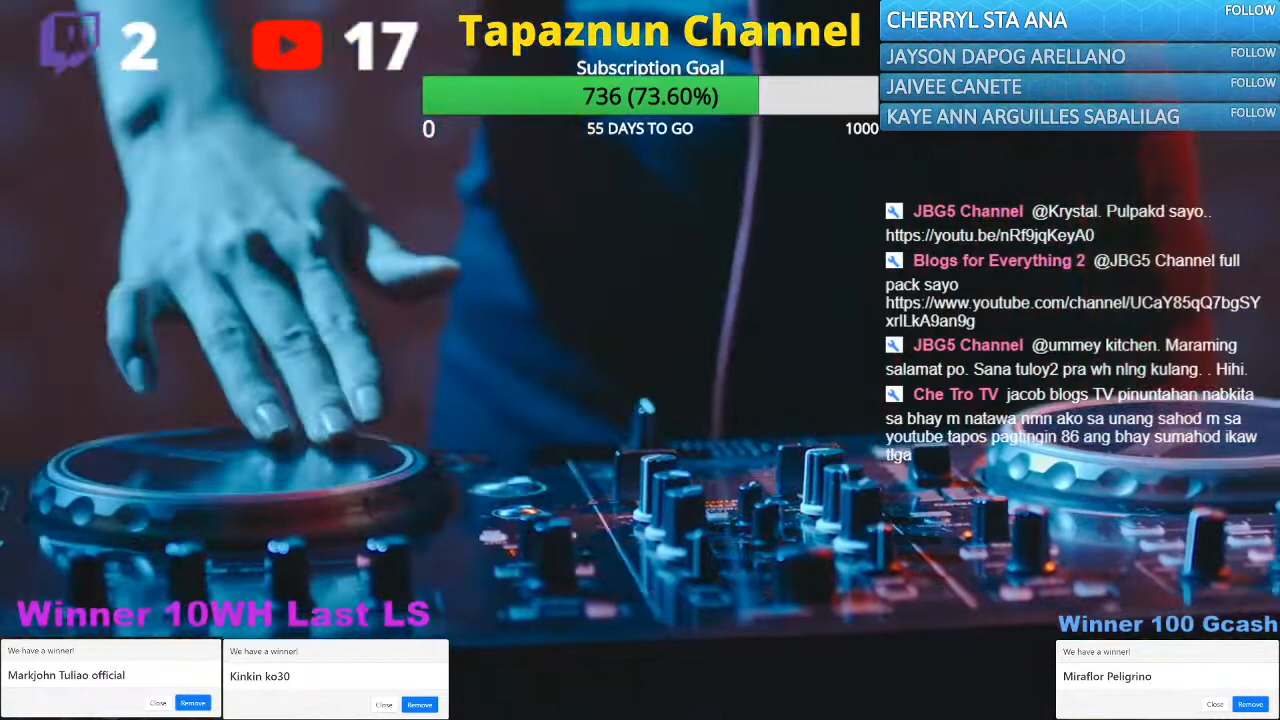 2
17
Tapaznun Channel
Subscription Goal
736 (73.60%)
0
55 DAYS TO GO
1000
CHERRYL STA ANA FOLLOW
JAYSON DAPOG ARELLANO FOLLOW
JAIVEE CANETE FOLLOW
KAYE ANN ARGUILLES SABALILAG FOLLOW
JBG5 Channel @Krystal. Pulpakd sayo..
https://youtu.be/nRf9jqKeyA0
Blogs for Everything 2 @JBG5 Channel full
pack sayo
https://www.youtube.com/channel/UCaY85qQ7bgSY
xrlLkA9an9g
JBG5 Channel @ummey kitchen. Maraming
salamat po. Sana tuloy2 pra wh nlng kulang. . Hihi.
Che Tro TV jacob blogs TV pinuntahan nabkita
sa bhay m natawa nmn ako sa unang sahod m sa
youtube tapos pagtingin 86 ang bhay sumahod ikaw
tlga
Winner 10WH Last LS
We have a winner!
Markjohn Tuliao official
Close Remove
We have a winner!
Kinkin ko30
Close Remove
Winner 100 Gcash
We have a winner!
Miraflor Peligrino
Close Remove